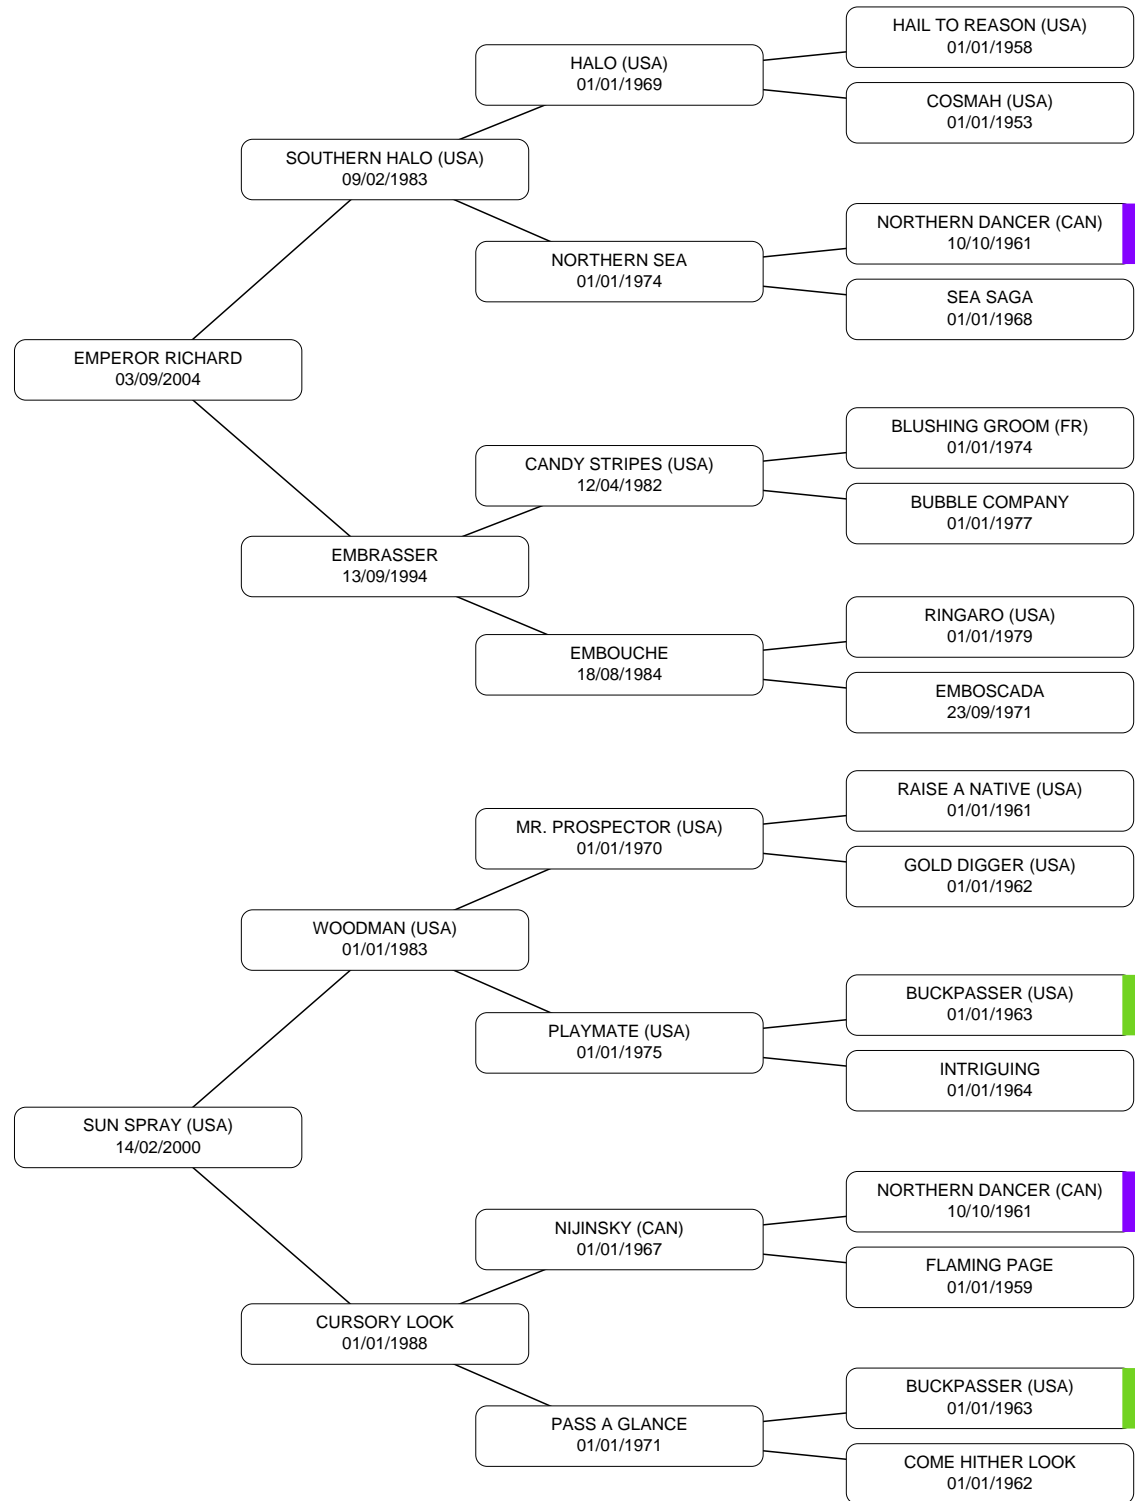 HAIL TO REASON (USA)
01/01/1958
HALO (USA)
01/01/1969
COSMAH (USA)
01/01/1953
SOUTHERN HALO (USA)
09/02/1983
NORTHERN DANCER (CAN)
10/10/1961
NORTHERN SEA
01/01/1974
SEA SAGA
01/01/1968
EMPEROR RICHARD
03/09/2004
BLUSHING GROOM (FR)
01/01/1974
CANDY STRIPES (USA)
12/04/1982
BUBBLE COMPANY
01/01/1977
EMBRASSER
13/09/1994
RINGARO (USA)
01/01/1979
EMBOUCHE
18/08/1984
EMBOSCADA
23/09/1971
RAISE A NATIVE (USA)
01/01/1961
MR. PROSPECTOR (USA)
01/01/1970
GOLD DIGGER (USA)
01/01/1962
WOODMAN (USA)
01/01/1983
BUCKPASSER (USA)
01/01/1963
PLAYMATE (USA)
01/01/1975
INTRIGUING
01/01/1964
SUN SPRAY (USA)
14/02/2000
NORTHERN DANCER (CAN)
10/10/1961
NIJINSKY (CAN)
01/01/1967
FLAMING PAGE
01/01/1959
CURSORY LOOK
01/01/1988
BUCKPASSER (USA)
01/01/1963
PASS A GLANCE
01/01/1971
COME HITHER LOOK
01/01/1962